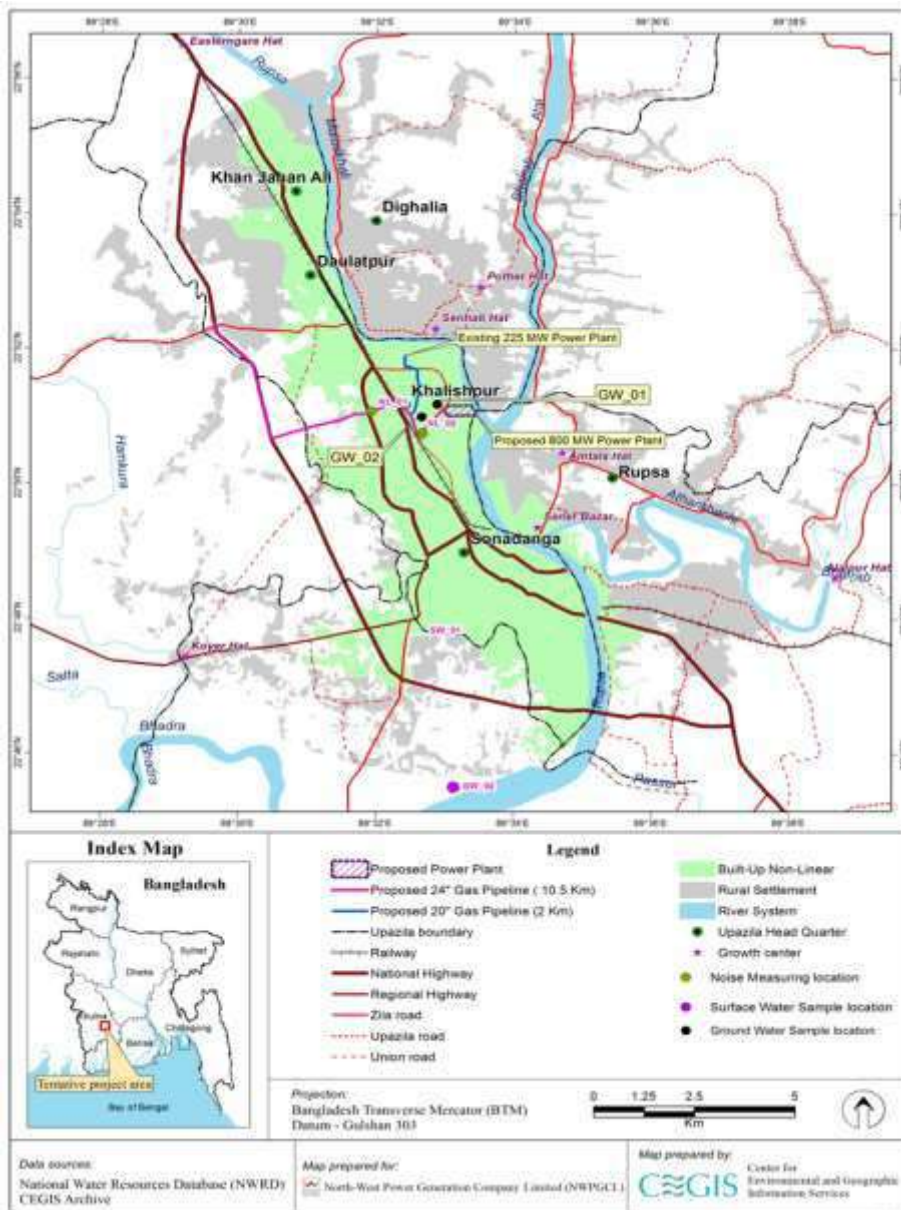 Easterngare Hat
Rupsa
Khan Jahan Ali
Dighalia
Daulatpur
Senhati Hat
Existing 225 MW Power Plant
Khalishpur
GW_01
Proposed 800 MW Power Plant
GW_02
Rupsa
Sener Bazar
Sonadanga
SW_01
Koyer Hat
Hamkura
Salta
Bhadra
Bhadra
Index Map
Bangladesh
Rangpur
Rajshahi
Sylhet
Dhaka
Khulna
Barisal
Chittagong
Tentative project area
Bay of Bengal
Legend
Proposed Power Plant
Proposed 24" Gas Pipeline ( 10.5 Km)
Proposed 20" Gas Pipeline (2 Km)
Upazila boundary
Railway
National Highway
Regional Highway
Zila road
Upazila road
Union road
Built-Up Non-Linear
Rural Settlement
River System
Upazila Head Quarter
Growth center
Noise Measuring location
Surface Water Sample location
Ground Water Sample location
Projection:
Bangladesh Transverse Mercator (BTM)
Datum - Gulshan 303
0 1.25 2.5 5
Km
Data sources:
National Water Resources Database (NWRD)
CEGIS Archive
Map prepared for:
North-West Power Generation Company Limited (NWPGCL)
Map prepared by:
CEGIS
Center for
Environmental and Geographic
Information Services